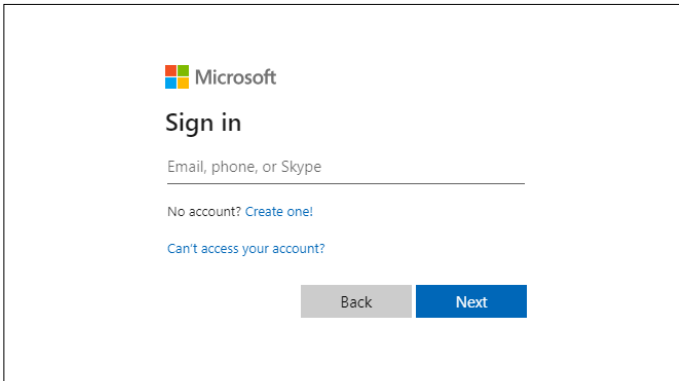 Microsoft
Sign in
Email, phone, or Skype
No account? Create one!
Can't access your account?
Back Next